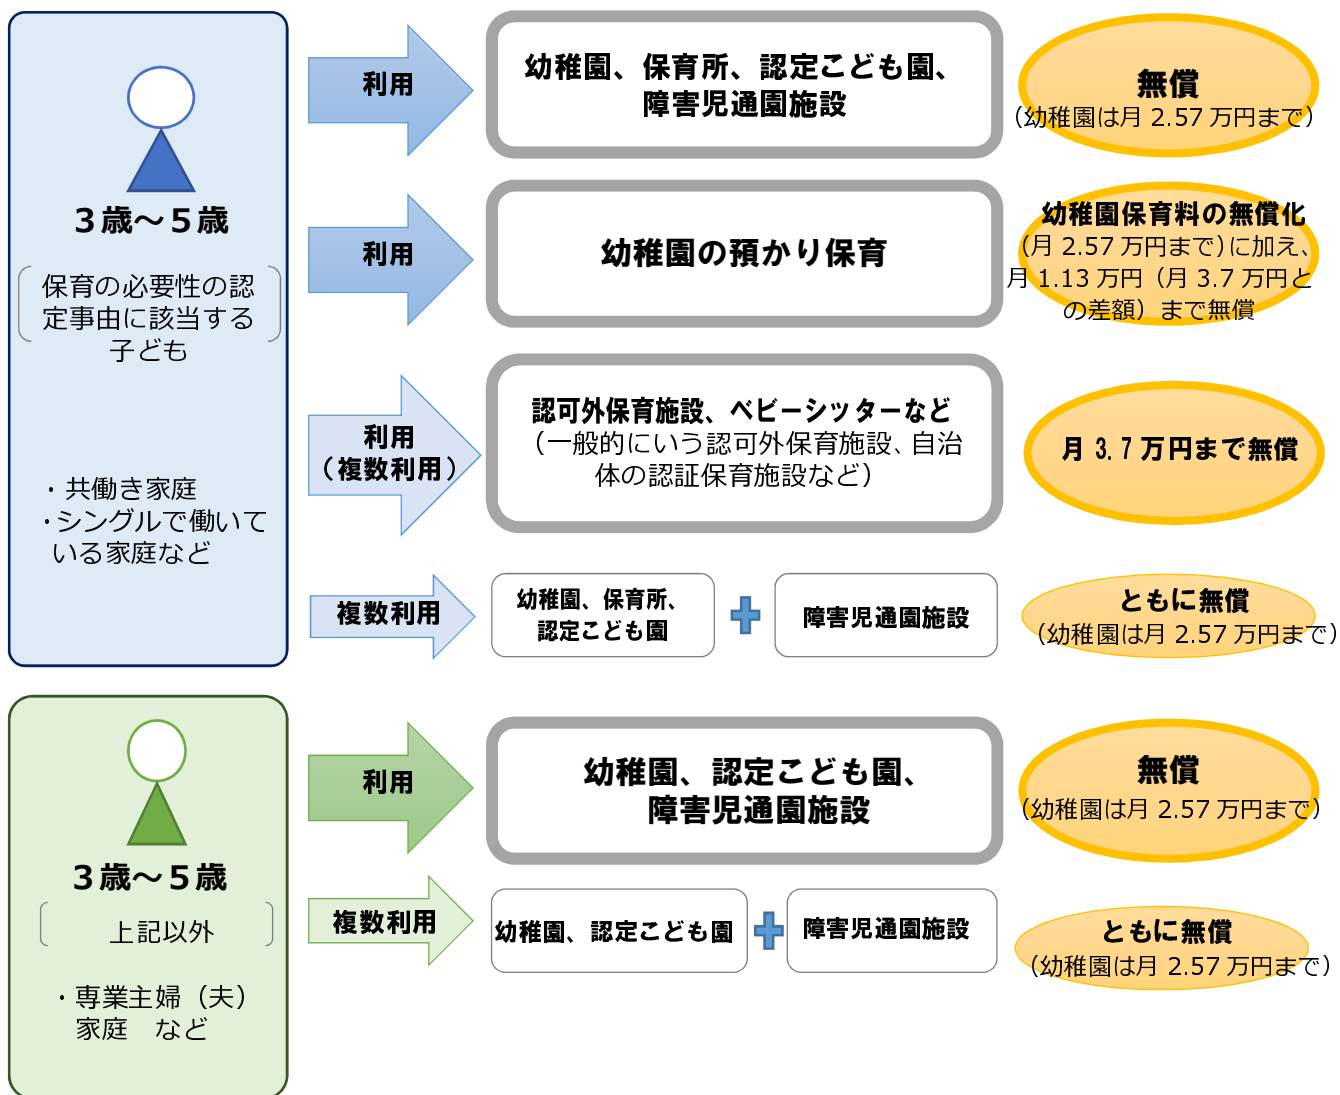 3歳～5歳
保育の必要性の認
定事由に該当する
子ども
・共働き家庭
・シングルで働いて
いる家庭など
利用
幼稚園、保育所、認定こども園、
障害児通園施設
無償
（幼稚園は月 2.57 万円まで）
利用
幼稚園の預かり保育
幼稚園保育料の無償化
（月 2.57 万円まで）に加え、
月 1.13 万円（月 3.7 万円と
の差額）まで無償
利用
（複数利用）
認可外保育施設、ベビーシッターなど
（一般的にいう認可外保育施設、自治
体の認証保育施設など）
月 3.7 万円まで無償
複数利用
幼稚園、保育所、
認定こども園
障害児通園施設
ともに無償
（幼稚園は月 2.57 万円まで）
3歳～5歳
上記以外
・専業主婦（夫）
家庭　など
利用
幼稚園、認定こども園、
障害児通園施設
無償
（幼稚園は月 2.57 万円まで）
複数利用
幼稚園、認定こども園
障害児通園施設
ともに無償
（幼稚園は月 2.57 万円まで）